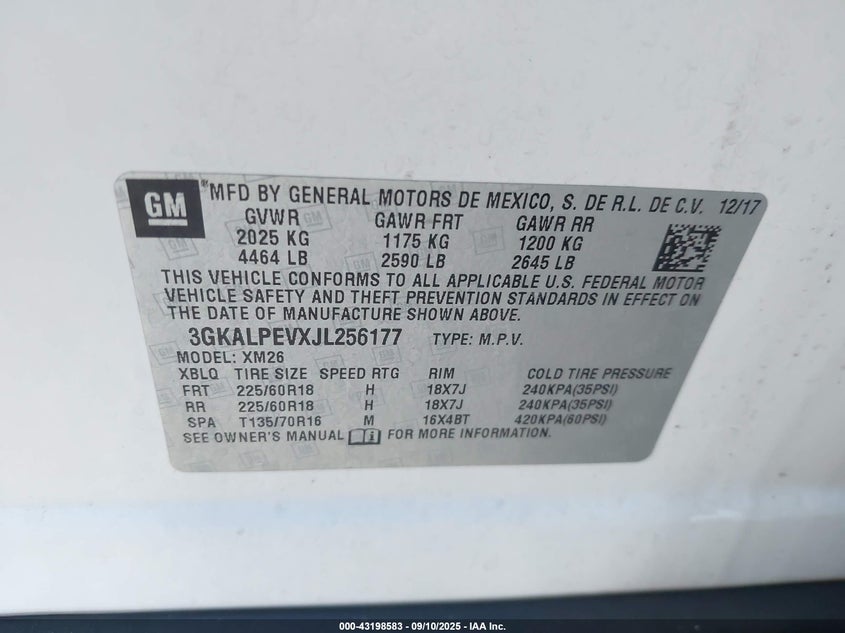 GM ® MFD BY GENERAL MOTORS DE MEXICO, S. DE R.L. DE C.V. 12/17
GVWR GAWR FRT GAWR RR
2025 KG 1175 KG 1200 KG
4464 LB 2590 LB 2645 LB
THIS VEHICLE CONFORMS TO ALL APPLICABLE U.S. FEDERAL MOTOR
VEHICLE SAFETY AND THEFT PREVENTION STANDARDS IN EFFECT ON
THE DATE OF MANUFACTURE SHOWN ABOVE.
3GKALPEVXJL256177 TYPE: M.P.V.
MODEL: XM26
XBLQ TIRE SIZE SPEED RTG RIM COLD TIRE PRESSURE
FRT 225/60R18 H 18X7J 240KPA(35PSI)
RR 225/60R18 H 18X7J 240KPA(35PSI)
SPA T135/70R16 M 16X4BT 420KPA(60PSI)
SEE OWNER'S MANUAL FOR MORE INFORMATION.
000-43198583 - 09/10/2025 - IAA Inc.